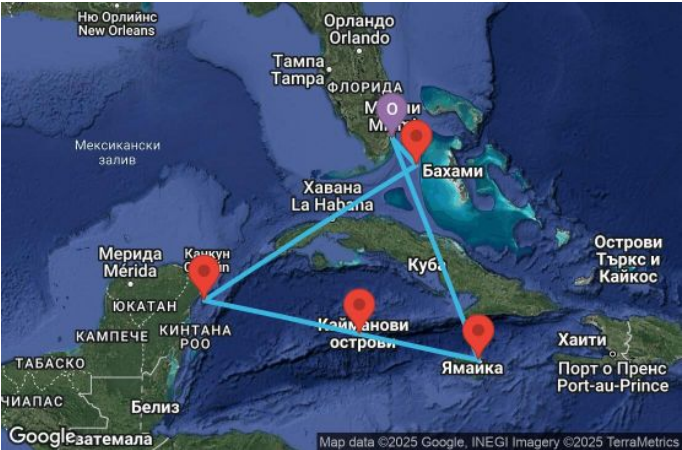 Ню Орлийнс
New Orleans
Орландо
Orlando
Тампа
Tampa
ФЛОРИДА
O
Мексикански
залив
Бахами
Хавана
La Habana
Мерида
Mérida
Канкун
Куба
Острови
Търкс и
Кайкос
ЮКАТАН
КАМПЕЧЕ
КИНТАНА
РОО
Кайманови
острови
Ямайка
Хаити
Порт о Пренс
Port-au-Prince
ТАБАСКО
ЧИАПАС
Белиз
Google
Map data ©2025 Google, INEGI Imagery ©2025 TerraMetrics